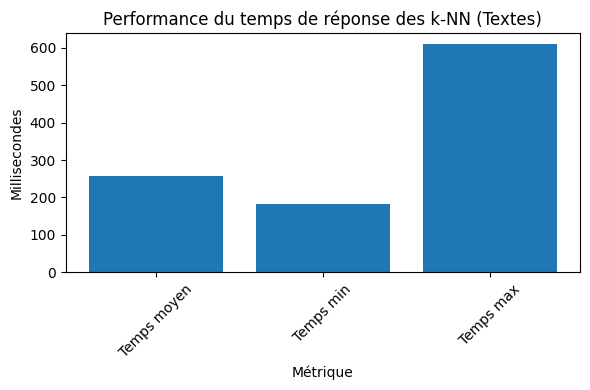 Performance du temps de réponse des k-NN (Textes)
Millisecondes
600
500
400
300
200
100
0
Temps moyen
Temps min
Temps max
Métrique